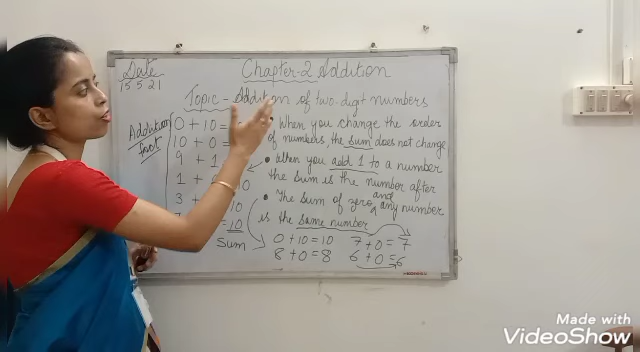 Date
15.5.21
Chapter-2 Addition
Topic - Addition of two-digit numbers
Addition
fact
0 + 10 =
10 + 0 =
9 + 1
1 + 10
3 + 10
= 10
Sum
• When you change the order
of numbers the sum does not change
• When you add 1 to a number
the sum is the number after
• The sum of zero and any number
is the same number
0 + 10 = 10 7 + 0 = 7
8 + 0 = 8 6 + 0 = 6
Made with
VideoShow